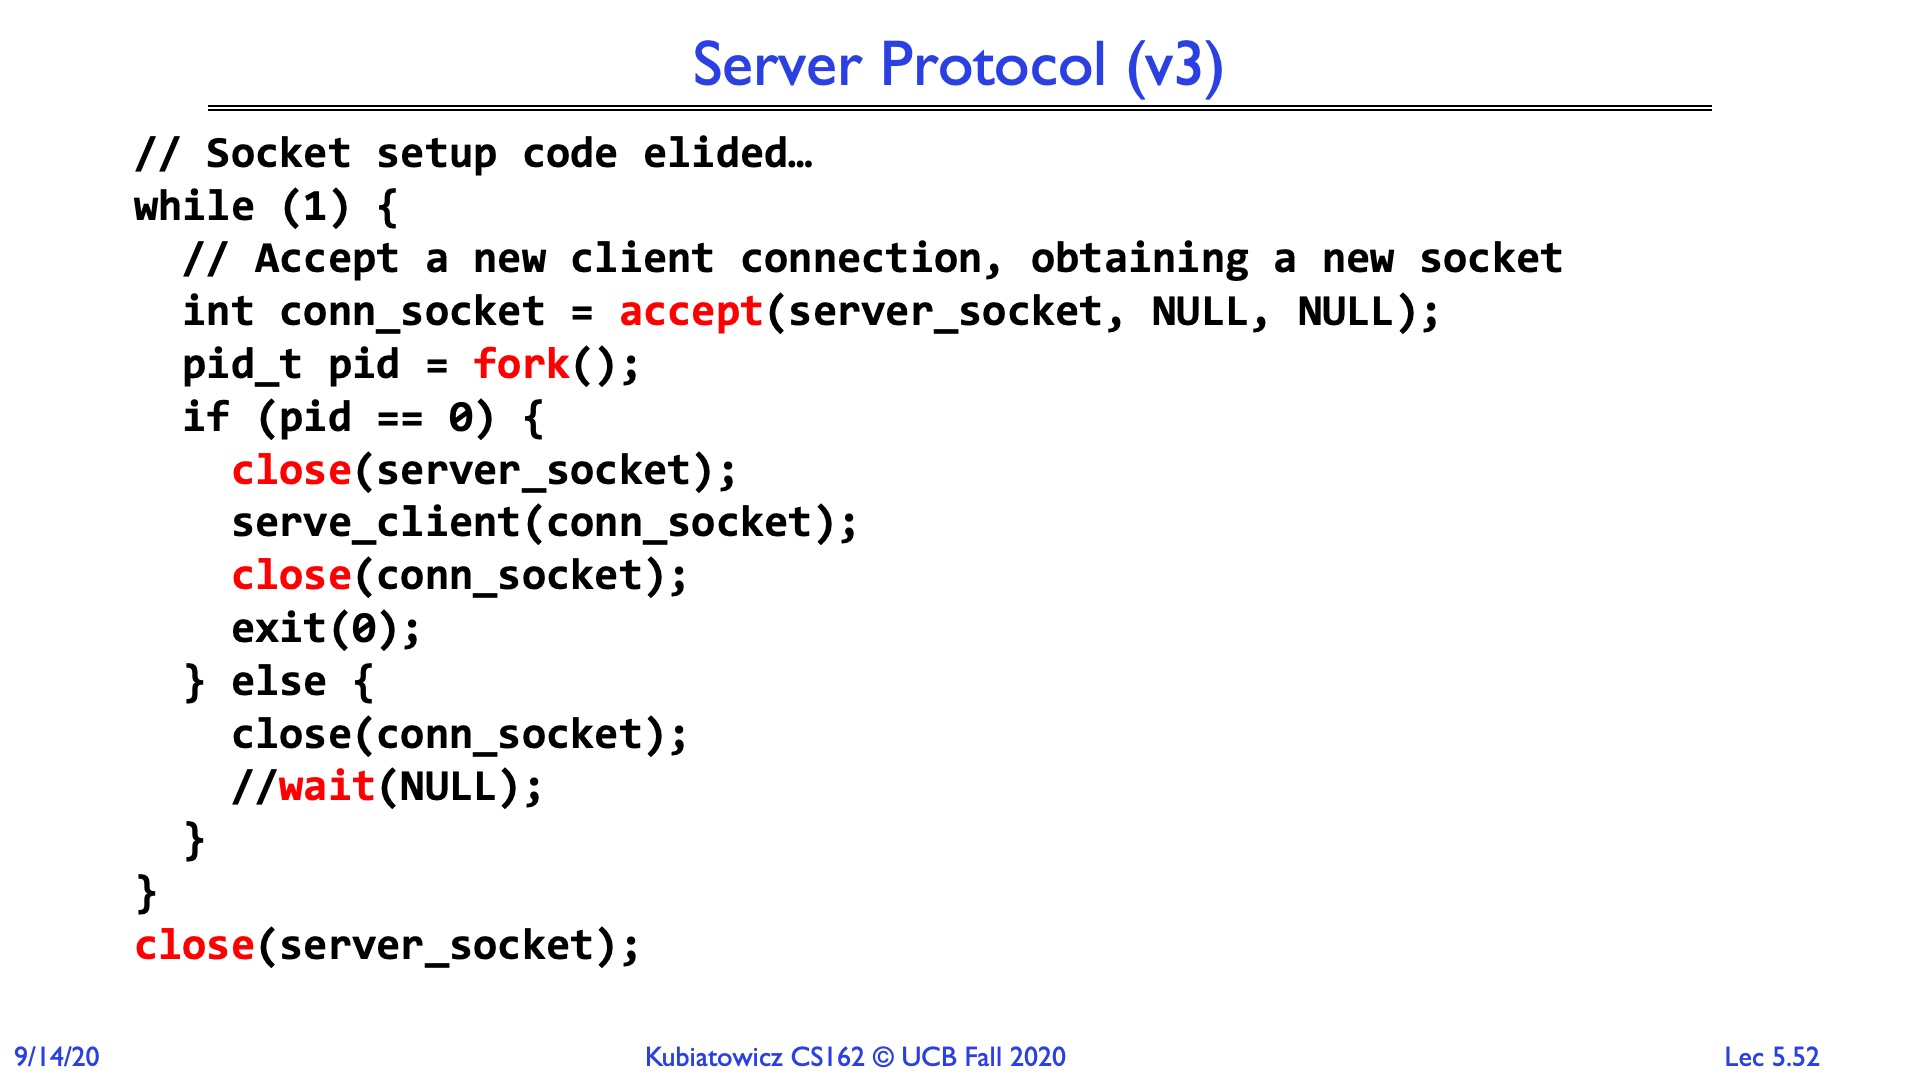 Server Protocol (v3)
// Socket setup code elided…
while (1) {
  // Accept a new client connection, obtaining a new socket
  int conn_socket = accept(server_socket, NULL, NULL);
  pid_t pid = fork();
  if (pid == 0) {
    close(server_socket);
    serve_client(conn_socket);
    close(conn_socket);
    exit(0);
  } else {
    close(conn_socket);
    //wait(NULL);
  }
}
close(server_socket);
9/14/20
Kubiatowicz CS162 © UCB Fall 2020
Lec 5.52